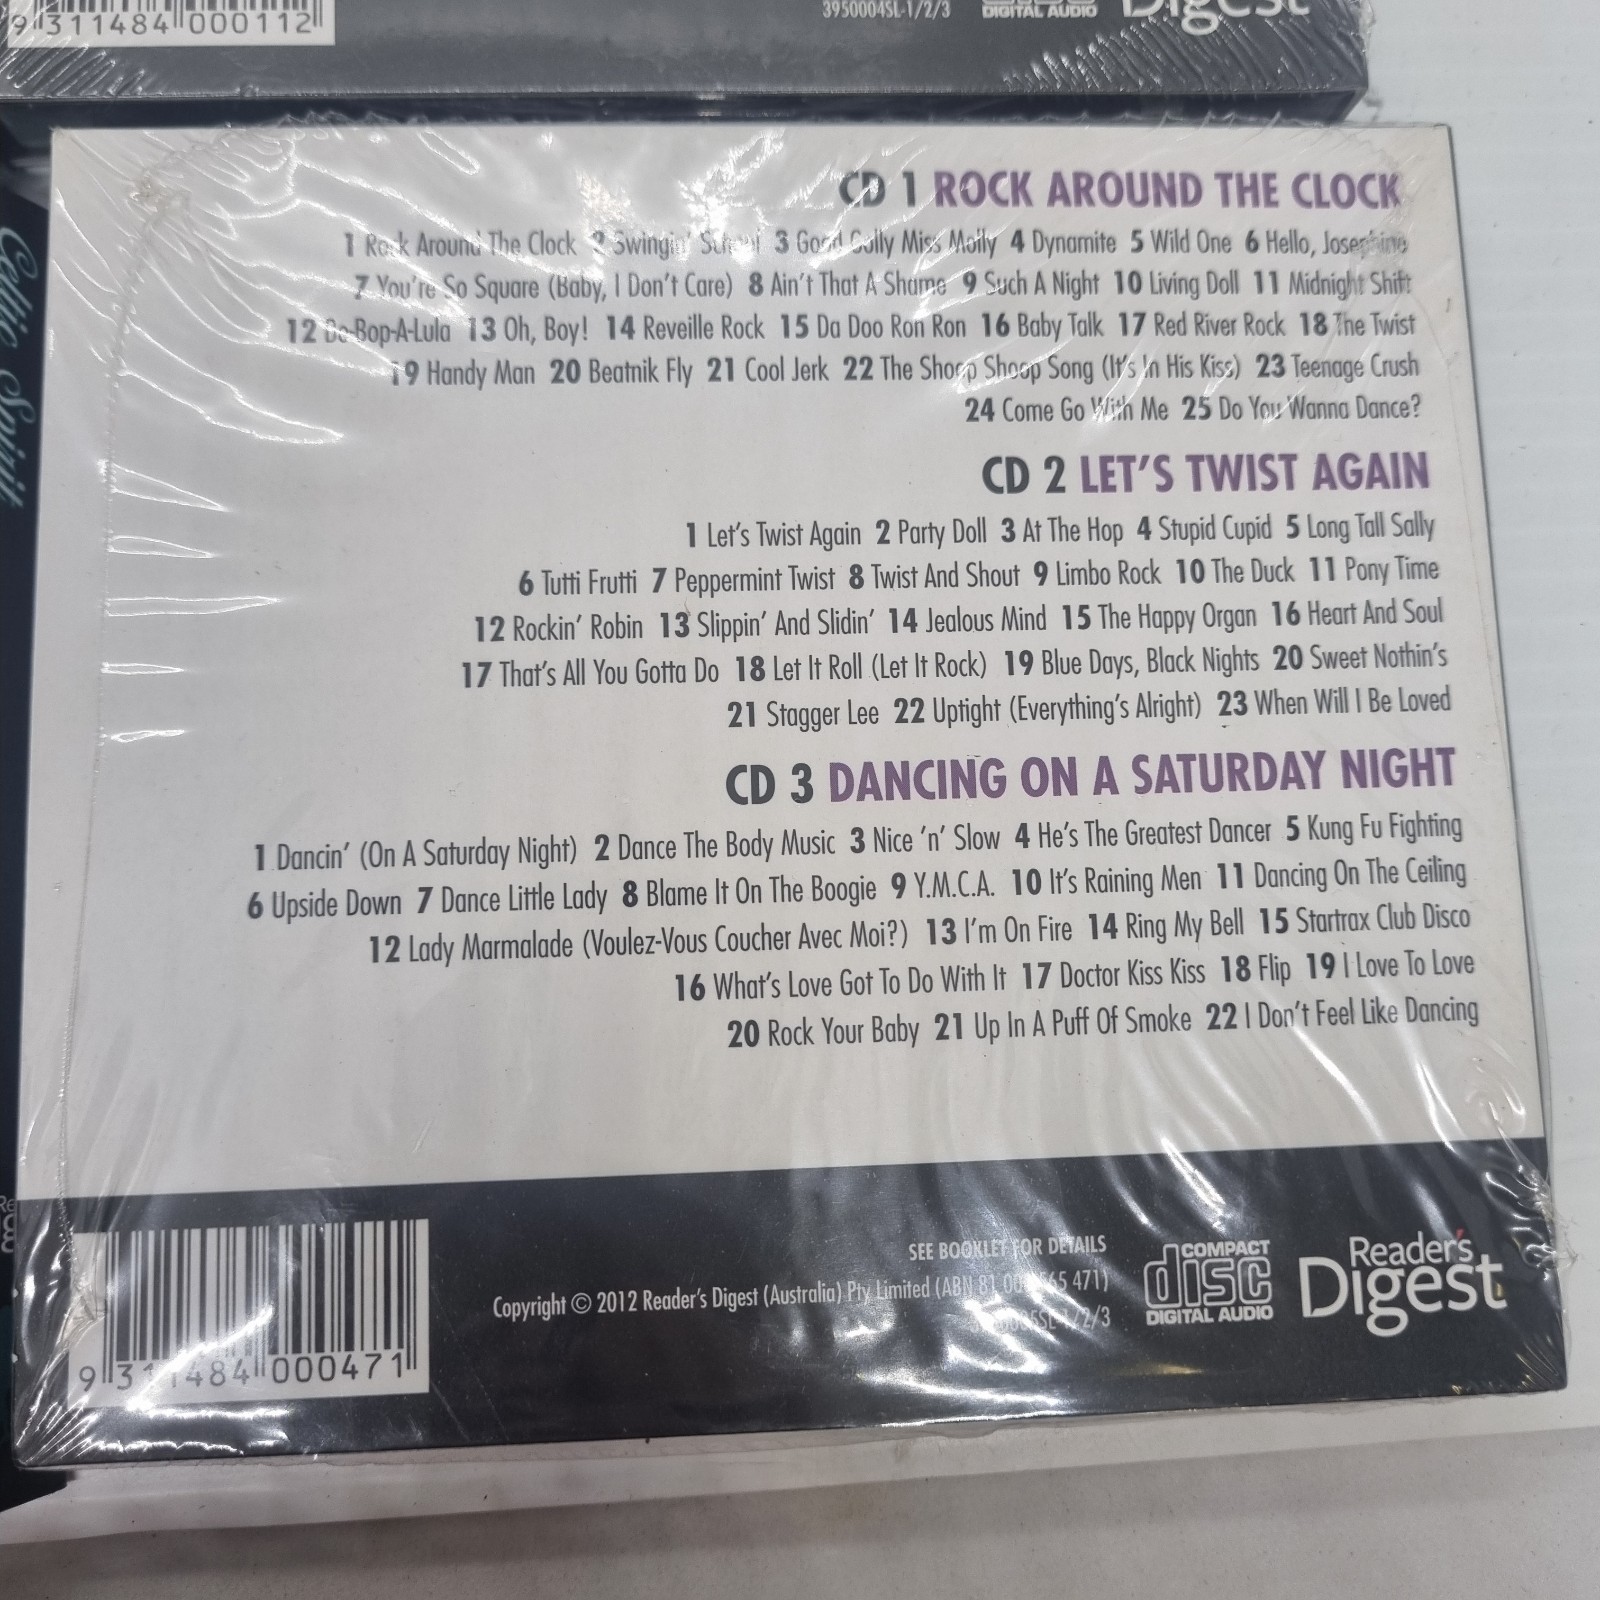 9 311484 000112
3950004SL-1/2/3
DIGITAL AUDIO
Digest
Celtic Spirit
CD 1 ROCK AROUND THE CLOCK
1 Rock Around The Clock 2 Swingin' School 3 Good Golly Miss Molly 4 Dynamite 5 Wild One 6 Hello, Josephine
7 You're So Square (Baby, I Don't Care) 8 Ain't That A Shame 9 Such A Night 10 Living Doll 11 Midnight Shift
12 Be-Bop-A-Lula 13 Oh, Boy! 14 Reveille Rock 15 Da Doo Ron Ron 16 Baby Talk 17 Red River Rock 18 The Twist
19 Handy Man 20 Beatnik Fly 21 Cool Jerk 22 The Shoop Shoop Song (It's In His Kiss) 23 Teenage Crush
24 Come Go With Me 25 Do You Wanna Dance?
CD 2 LET'S TWIST AGAIN
1 Let's Twist Again 2 Party Doll 3 At The Hop 4 Stupid Cupid 5 Long Tall Sally
6 Tutti Frutti 7 Peppermint Twist 8 Twist And Shout 9 Limbo Rock 10 The Duck 11 Pony Time
12 Rockin' Robin 13 Slippin' And Slidin' 14 Jealous Mind 15 The Happy Organ 16 Heart And Soul
17 That's All You Gotta Do 18 Let It Roll (Let It Rock) 19 Blue Days, Black Nights 20 Sweet Nothin's
21 Stagger Lee 22 Uptight (Everything's Alright) 23 When Will I Be Loved
CD 3 DANCING ON A SATURDAY NIGHT
1 Dancin' (On A Saturday Night) 2 Dance The Body Music 3 Nice 'n' Slow 4 He's The Greatest Dancer 5 Kung Fu Fighting
6 Upside Down 7 Dance Little Lady 8 Blame It On The Boogie 9 Y.M.C.A. 10 It's Raining Men 11 Dancing On The Ceiling
12 Lady Marmalade (Voulez-Vous Coucher Avec Moi?) 13 I'm On Fire 14 Ring My Bell 15 Startrax Club Disco
16 What's Love Got To Do With It 17 Doctor Kiss Kiss 18 Flip 19 I Love To Love
20 Rock Your Baby 21 Up In A Puff Of Smoke 22 I Don't Feel Like Dancing
SEE BOOKLET FOR DETAILS
Copyright © 2012 Reader's Digest (Australia) Pty Limited (ABN 81 471)
COMPACT
disc
DIGITAL AUDIO
Reader's
Digest
9 311484 000471